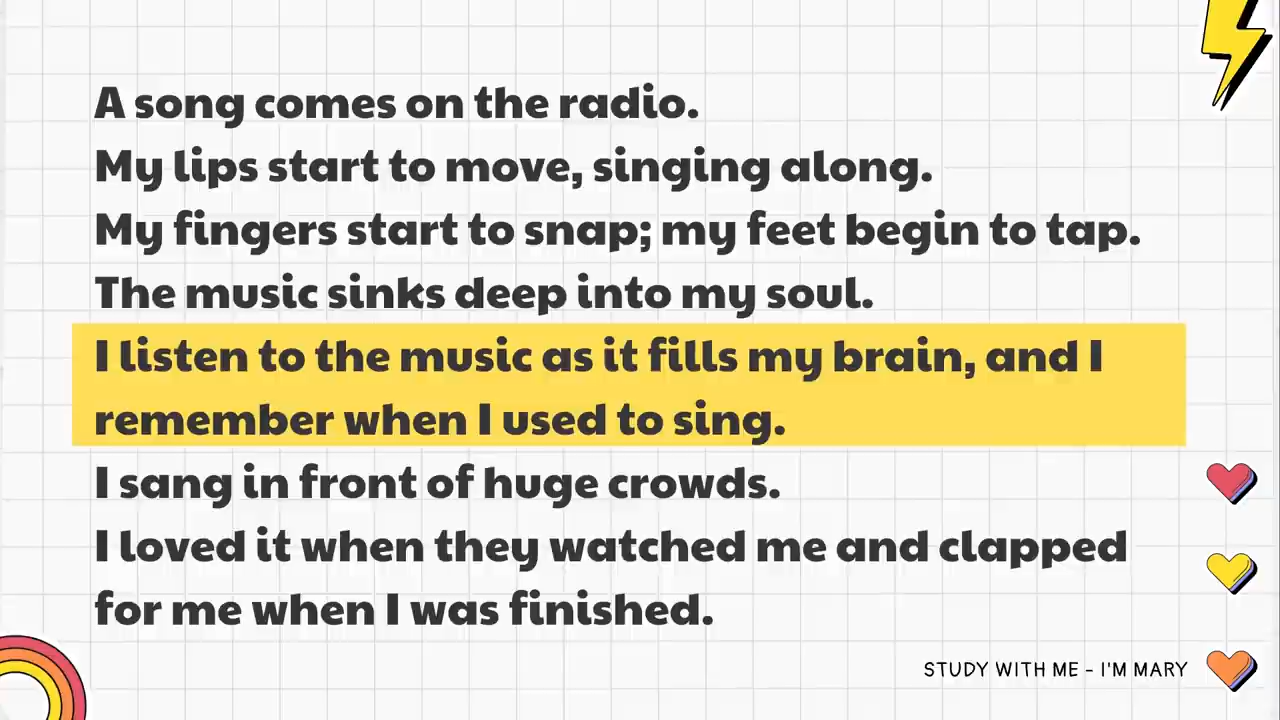 A song comes on the radio.
My lips start to move, singing along.
My fingers start to snap; my feet begin to tap.
The music sinks deep into my soul.
I listen to the music as it fills my brain, and I
remember when I used to sing.
I sang in front of huge crowds.
I loved it when they watched me and clapped
for me when I was finished.
STUDY WITH ME - I'M MARY